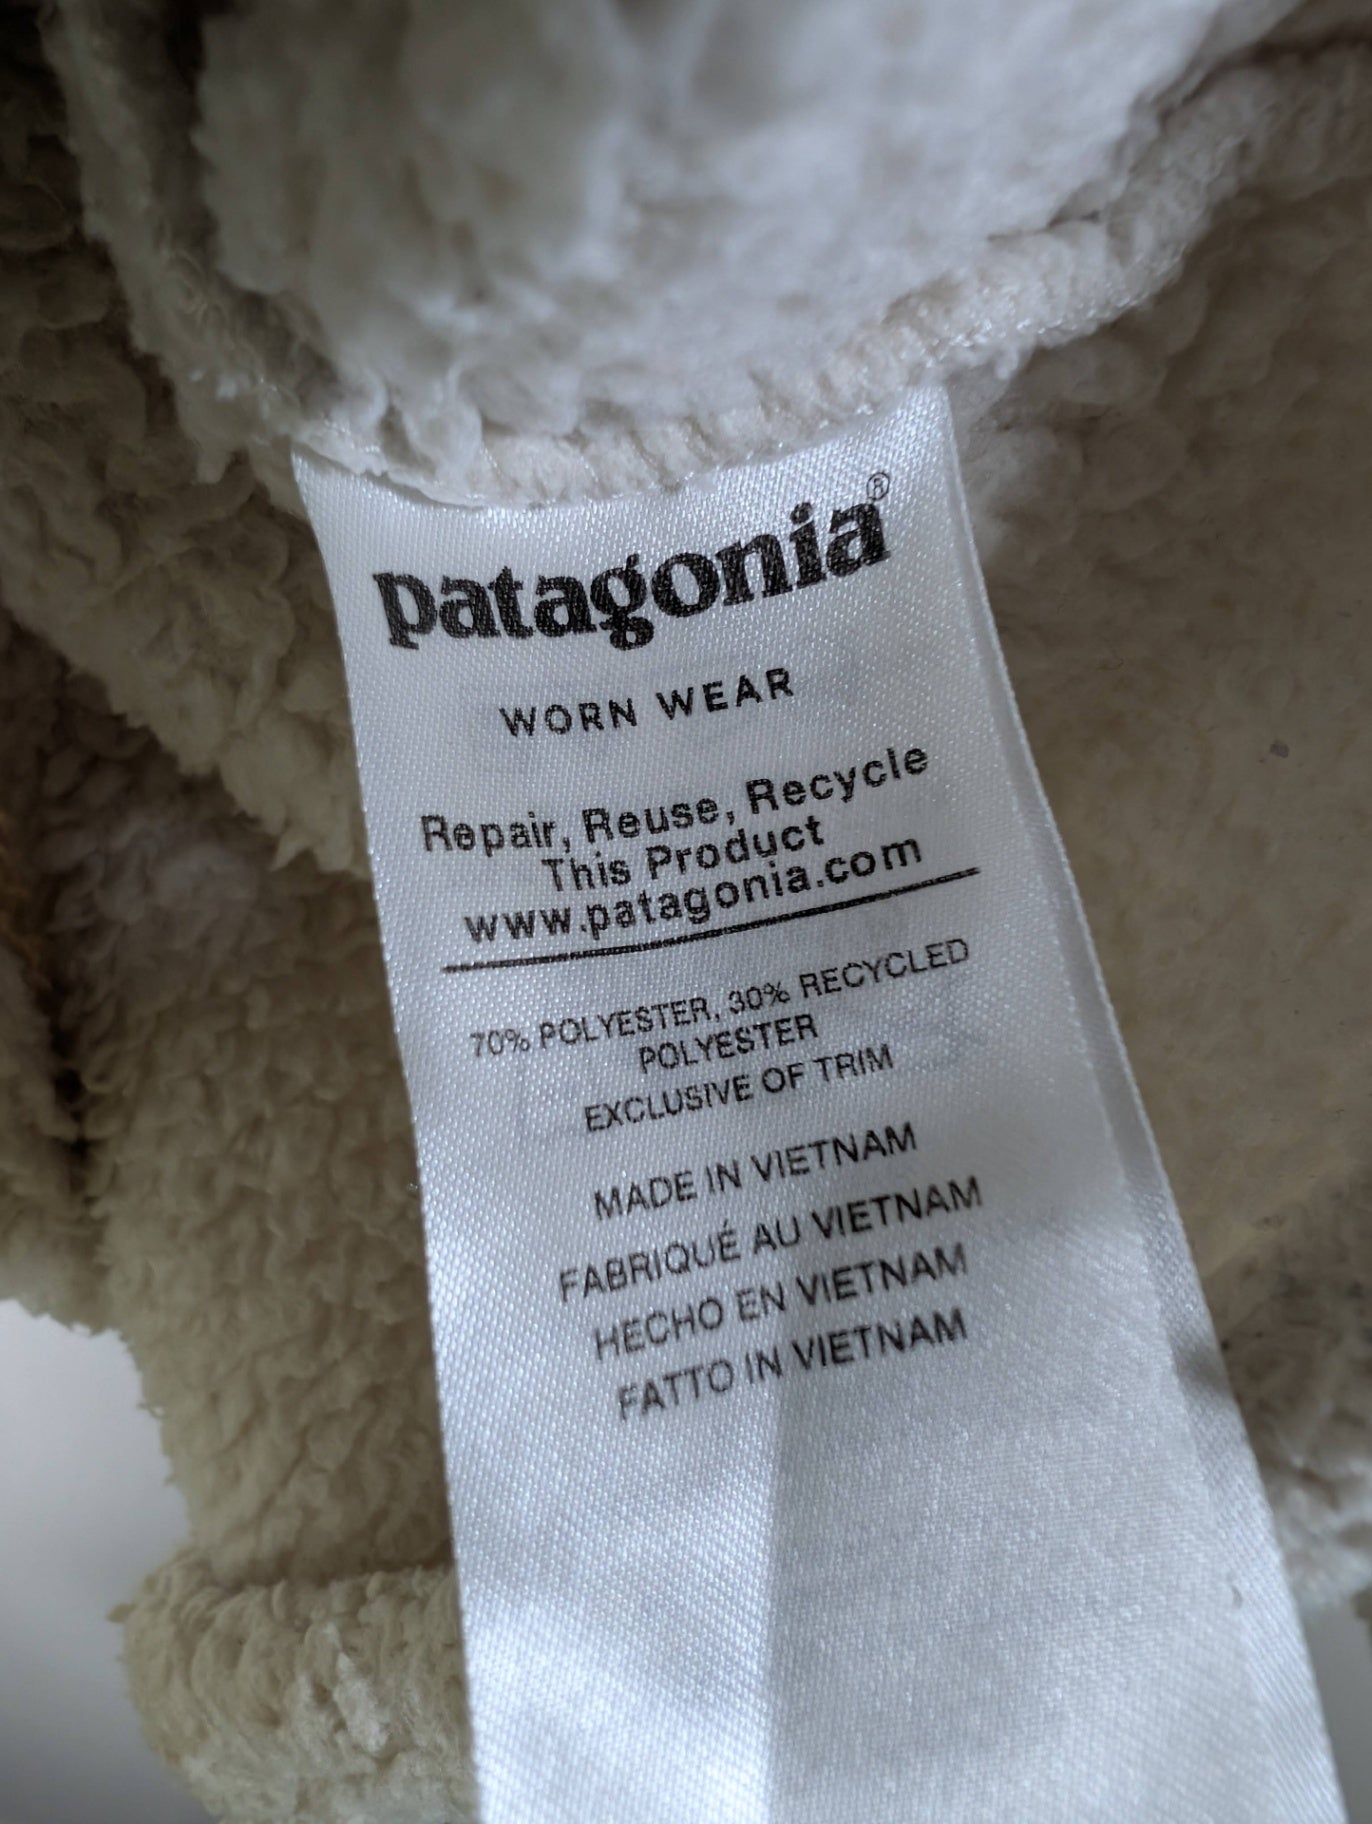 patagonia®
WORN WEAR
Repair, Reuse, Recycle
This Product
www.patagonia.com
70% POLYESTER, 30% RECYCLED
POLYESTER
EXCLUSIVE OF TRIM
MADE IN VIETNAM
FABRIQUÉ AU VIETNAM
HECHO EN VIETNAM
FATTO IN VIETNAM